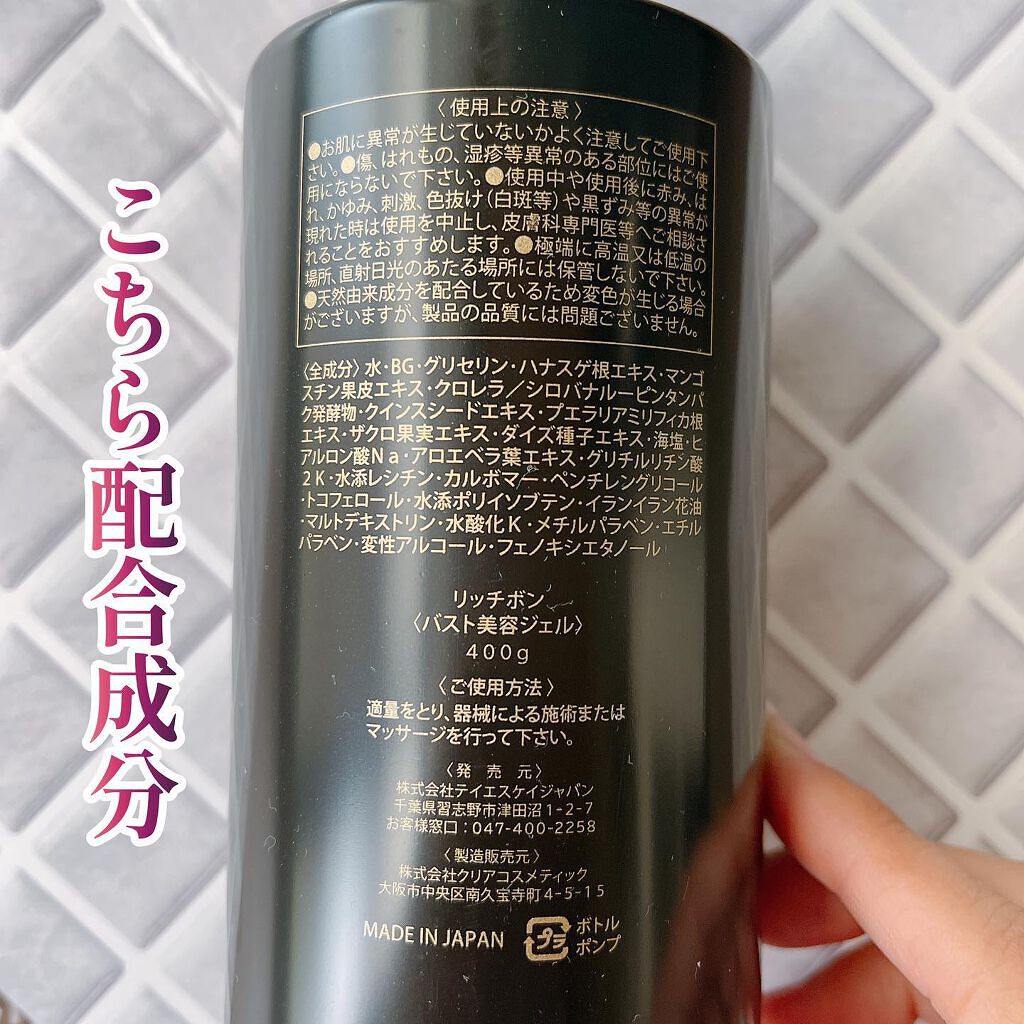 こちら配合成分
〈使用上の注意〉
●お肌に異常が生じていないかよく注意してご使用下
さい。●傷、はれもの、湿疹等異常のある部位にはご使
用にならないで下さい。●使用中や使用後に赤み、は
れ、かゆみ、刺激、色抜け（白斑等）や黒ずみ等の異常が
現れた時は使用を中止し、皮膚科専門医等へご相談さ
れることをおすすめします。●極端に高温又は低温の
場所、直射日光のあたる場所には保管しないで下さい。
●天然由来成分を配合しているため変色が生じる場合
がございますが、製品の品質には問題ございません。
〈全成分〉水・BG・グリセリン・ハナスゲ根エキス・マンゴ
スチン果皮エキス・クロレラ／シロバナルーピンタンパ
ク発酵物・クインスシードエキス・プエラリアミリフィカ根
エキス・ザクロ果実エキス・ダイズ種子エキス・海塩・ヒ
アルロン酸Na・アロエベラ葉エキス・グリチルリチン酸
2K・水添レシチン・カルボマー・ペンチレングリコール
・トコフェロール・水添ポリイソブテン・イランイラン花油
・マルトデキストリン・水酸化K・メチルパラベン・エチル
パラベン・変性アルコール・フェノキシエタノール
リッチボン
〈バスト美容ジェル〉
400g
〈ご使用方法〉
適量をとり、器械による施術または
マッサージを行って下さい。
〈発売元〉
株式会社テイエスケイジャパン
千葉県習志野市津田沼1-2-7
お客様窓口：047-400-2258
〈製造販売元〉
株式会社クリアコスメティック
大阪市中央区南久宝寺町4-5-15
MADE IN JAPAN
プラ
ボトル
ポンプ